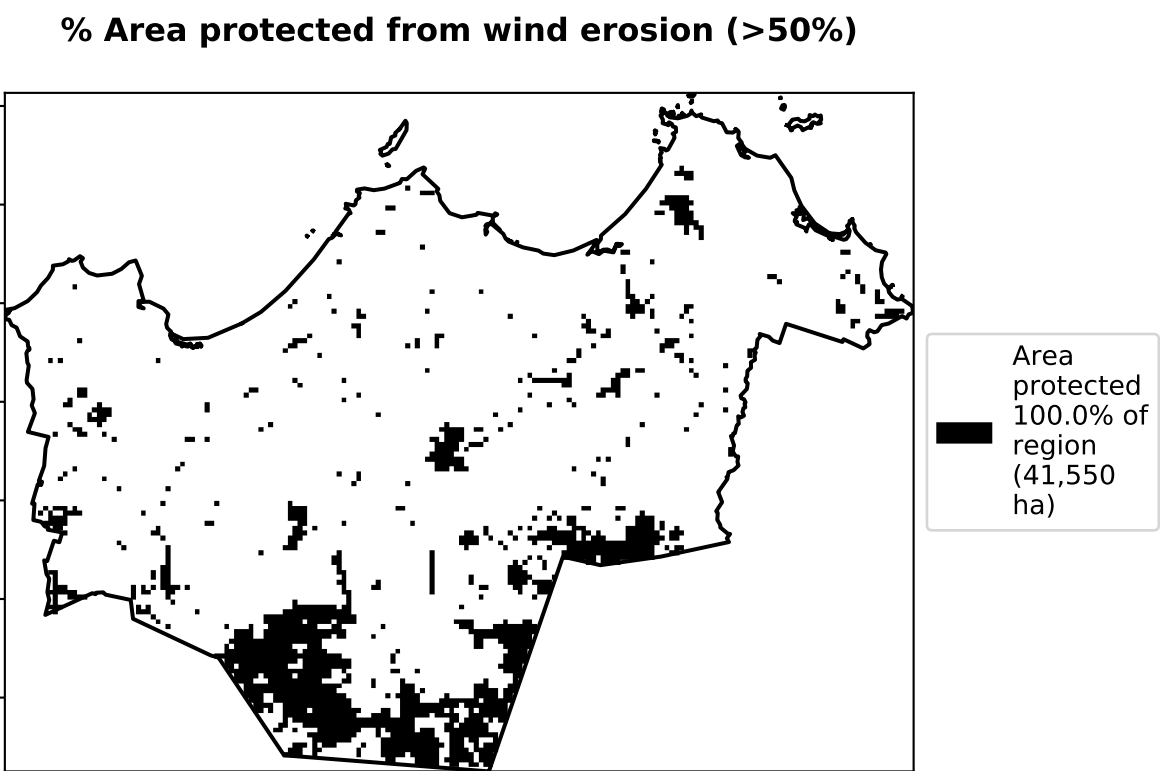 % Area protected from wind erosion (>50%)
Area
protected
100.0% of
region
(41,550
ha)